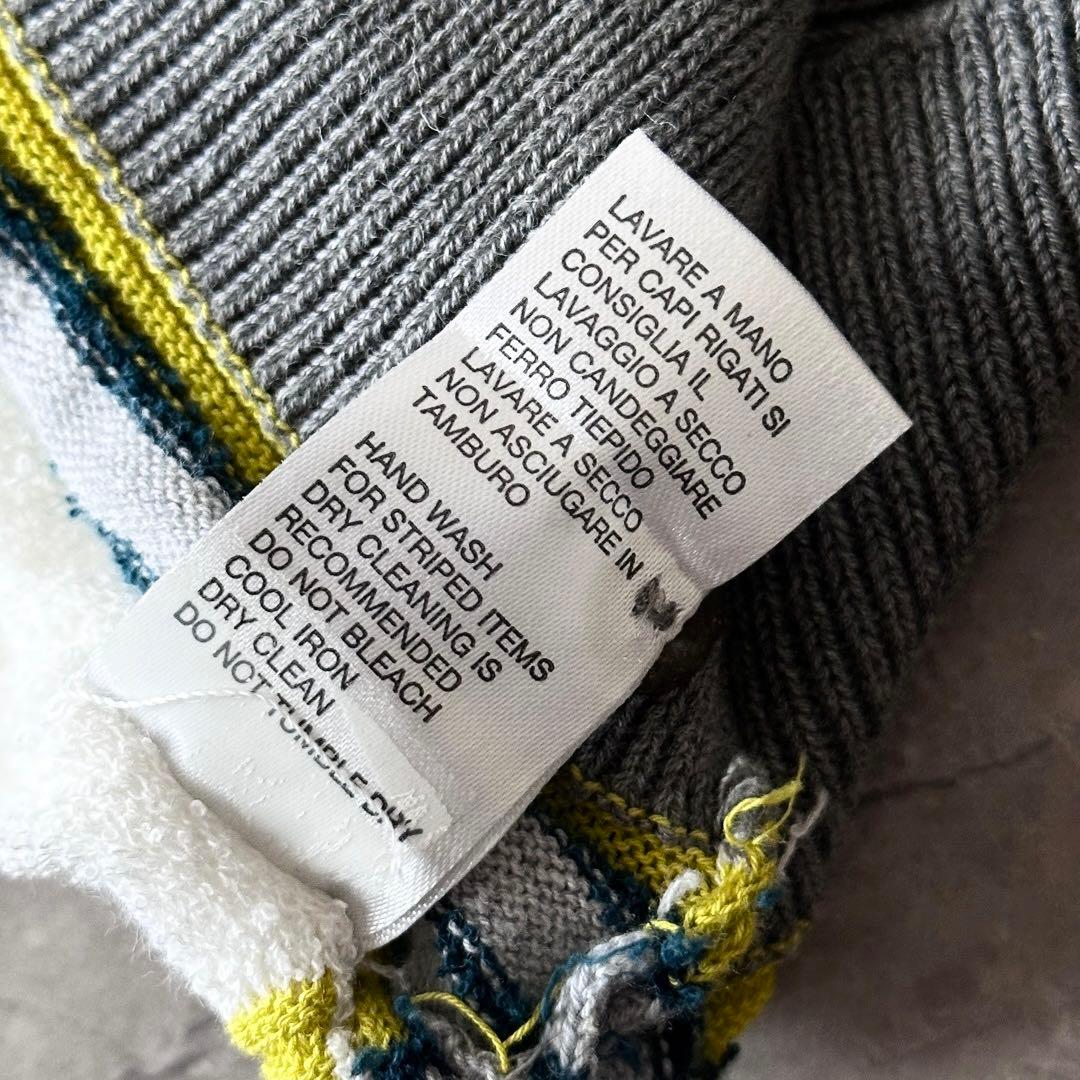 LAVARE A MANO
PER CAPI RIGATI SI
CONSIGLIA IL
LAVAGGIO A SECCO
NON CANDEGGIARE
FERRO TIEPIDO
LAVARE A SECCO
NON ASCIUGARE IN
TAMBURO
HAND WASH
FOR STRIPED ITEMS
DRY CLEANING IS
RECOMMENDED
DO NOT BLEACH
COOL IRON
DRY CLEAN
DO NOT TUMBLE DRY